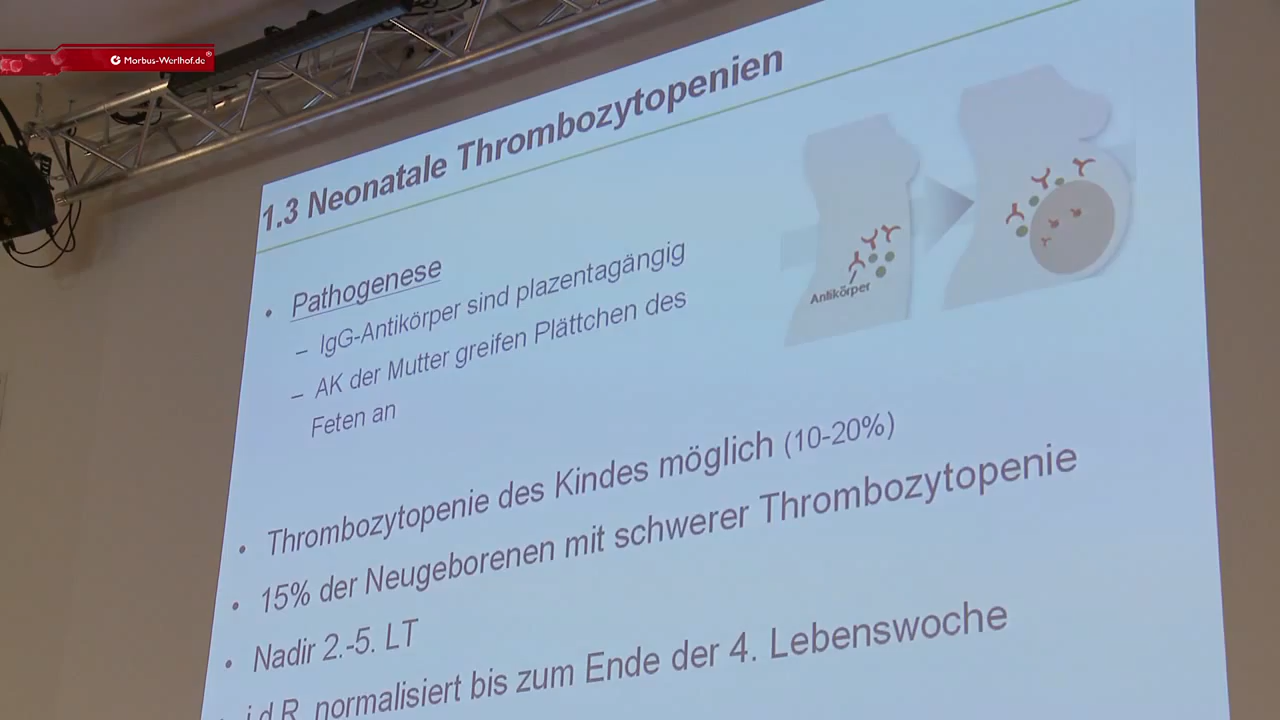 Morbus-Werlhof.de®
1.3 Neonatale Thrombozytopenien
• Pathogenese
– IgG-Antikörper sind plazentagängig
– AK der Mutter greifen Plättchen des
Feten an
Antikörper
• Thrombozytopenie des Kindes möglich (10-20%)
• 15% der Neugeborenen mit schwerer Thrombozytopenie
• Nadir 2.-5. LT
• i.d.R. normalisiert bis zum Ende der 4. Lebenswoche